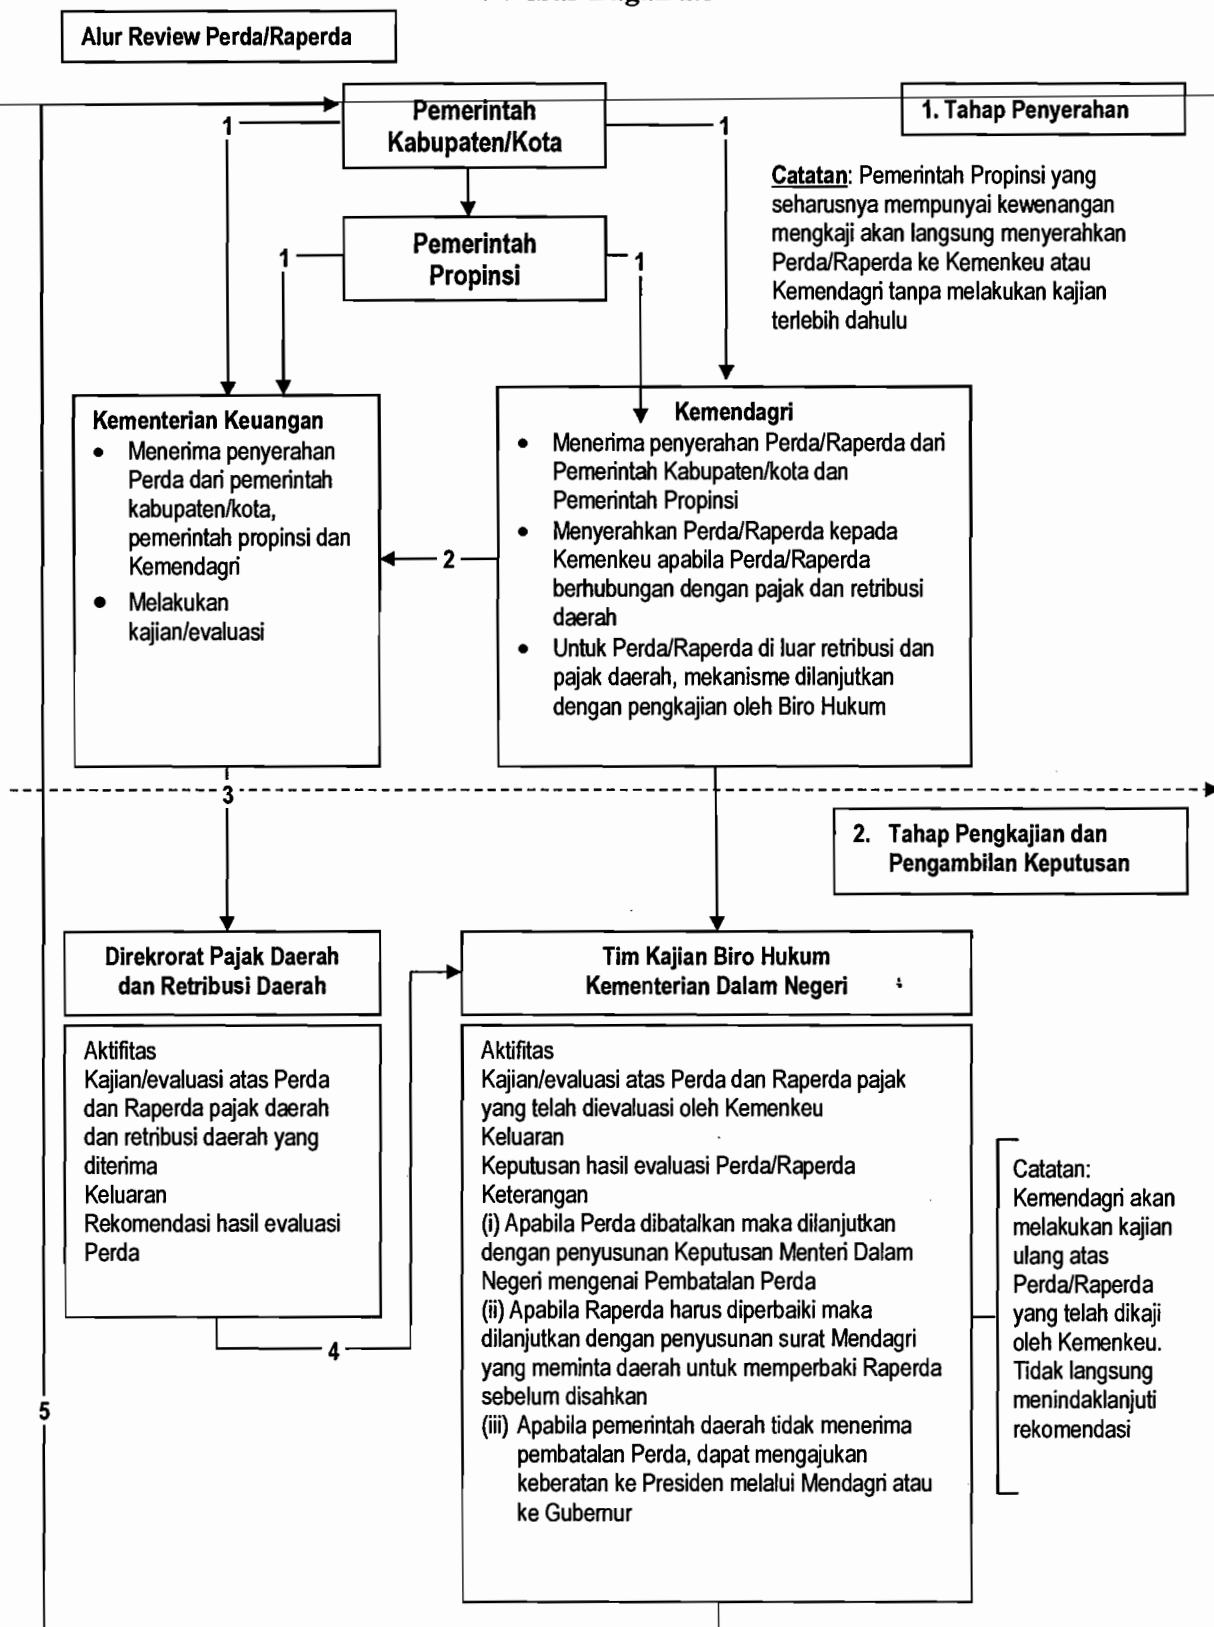 Alur Review Perda/Raperda
Pemerintah
Kabupaten/Kota
1. Tahap Penyerahan
1
1
Catatan: Pemerintah Propinsi yang
seharusnya mempunyai kewenangan
mengkaji akan langsung menyerahkan
Perda/Raperda ke Kemenkeu atau
Kemendagri tanpa melakukan kajian
terlebih dahulu
Pemerintah
Propinsi
1
1
Kementerian Keuangan
• Menerima penyerahan
Perda dari pemerintah
kabupaten/kota,
pemerintah propinsi dan
Kemendagri
• Melakukan
kajian/evaluasi
2
Kemendagri
• Menerima penyerahan Perda/Raperda dari
Pemerintah Kabupaten/kota dan
Pemerintah Propinsi
• Menyerahkan Perda/Raperda kepada
Kemenkeu apabila Perda/Raperda
berhubungan dengan pajak dan retribusi
daerah
• Untuk Perda/Raperda di luar retribusi dan
pajak daerah, mekanisme dilanjutkan
dengan pengkajian oleh Biro Hukum
3
2. Tahap Pengkajian dan
Pengambilan Keputusan
Direkrorat Pajak Daerah
dan Retribusi Daerah
Aktifitas
Kajian/evaluasi atas Perda
dan Raperda pajak daerah
dan retribusi daerah yang
diterima
Keluaran
Rekomendasi hasil evaluasi
Perda
4
Tim Kajian Biro Hukum
Kementerian Dalam Negeri
Aktifitas
Kajian/evaluasi atas Perda dan Raperda pajak
yang telah dievaluasi oleh Kemenkeu
Keluaran
Keputusan hasil evaluasi Perda/Raperda
Keterangan
(i) Apabila Perda dibatalkan maka dilanjutkan
dengan penyusunan Keputusan Menteri Dalam
Negeri mengenai Pembatalan Perda
(ii) Apabila Raperda harus diperbaiki maka
dilanjutkan dengan penyusunan surat Mendagri
yang meminta daerah untuk memperbaki Raperda
sebelum disahkan
(iii) Apabila pemerintah daerah tidak menerima
pembatalan Perda, dapat mengajukan
keberatan ke Presiden melalui Mendagri atau
ke Gubernur
Catatan:
Kemendagri akan
melakukan kajian
ulang atas
Perda/Raperda
yang telah dikaji
oleh Kemenkeu.
Tidak langsung
menindaklanjuti
rekomendasi
5